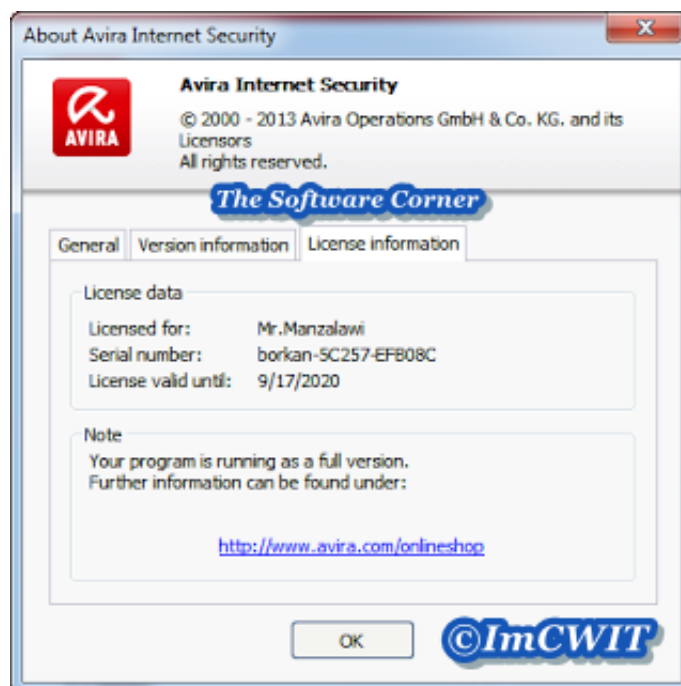 About Avira Internet Security
AVIRA
Avira Internet Security
© 2000 - 2013 Avira Operations GmbH & Co. KG. and its
Licensors
All rights reserved.
The Software Corner
General
Version information
License information
License data
Licensed for: Mr.Manzalawi
Serial number: borkan-5C257-EFB08C
License valid until: 9/17/2020
Note
Your program is running as a full version.
Further information can be found under:
http://www.avira.com/onlineshop
OK
©ImCWIT